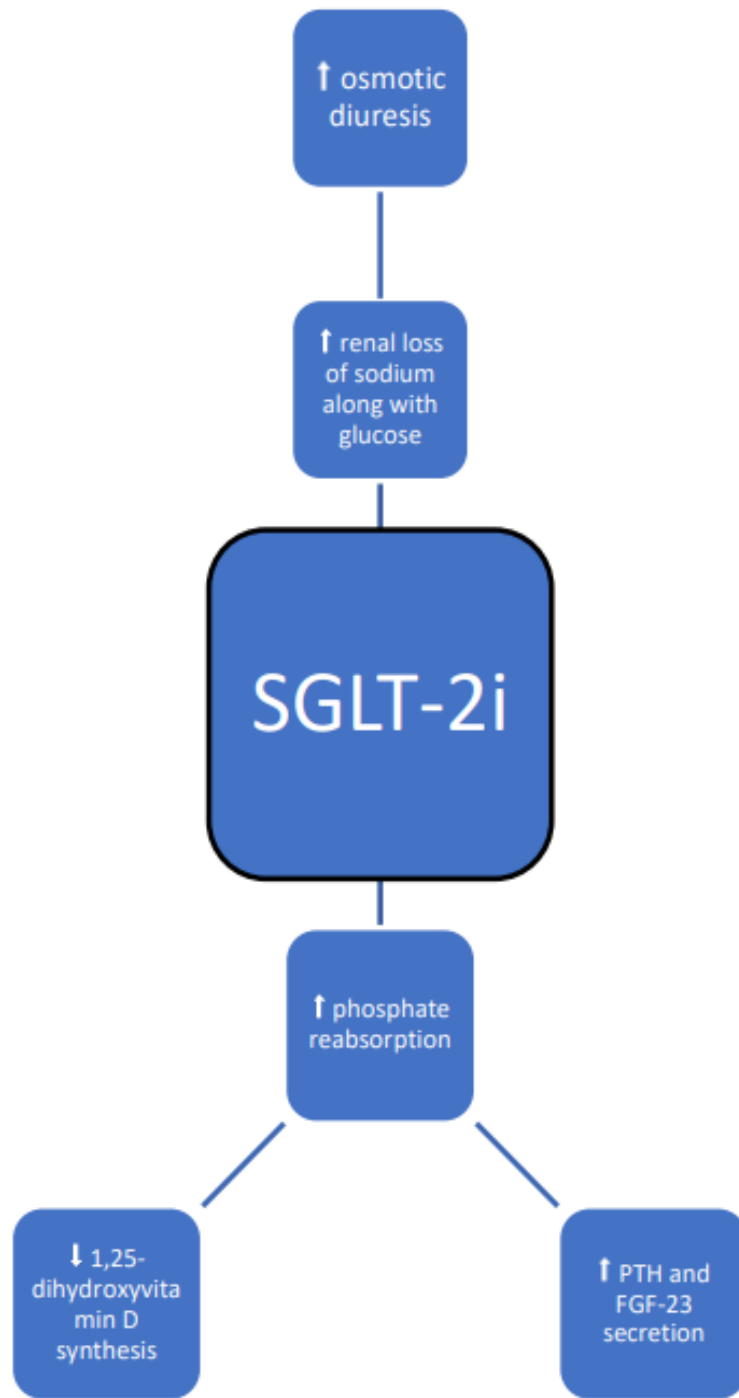 ↑ osmotic
diuresis
↑ renal loss
of sodium
along with
glucose
SGLT-2i
↑ phosphate
reabsorption
↓ 1,25-
dihydroxyvita
min D
synthesis
↑ PTH and
FGF-23
secretion